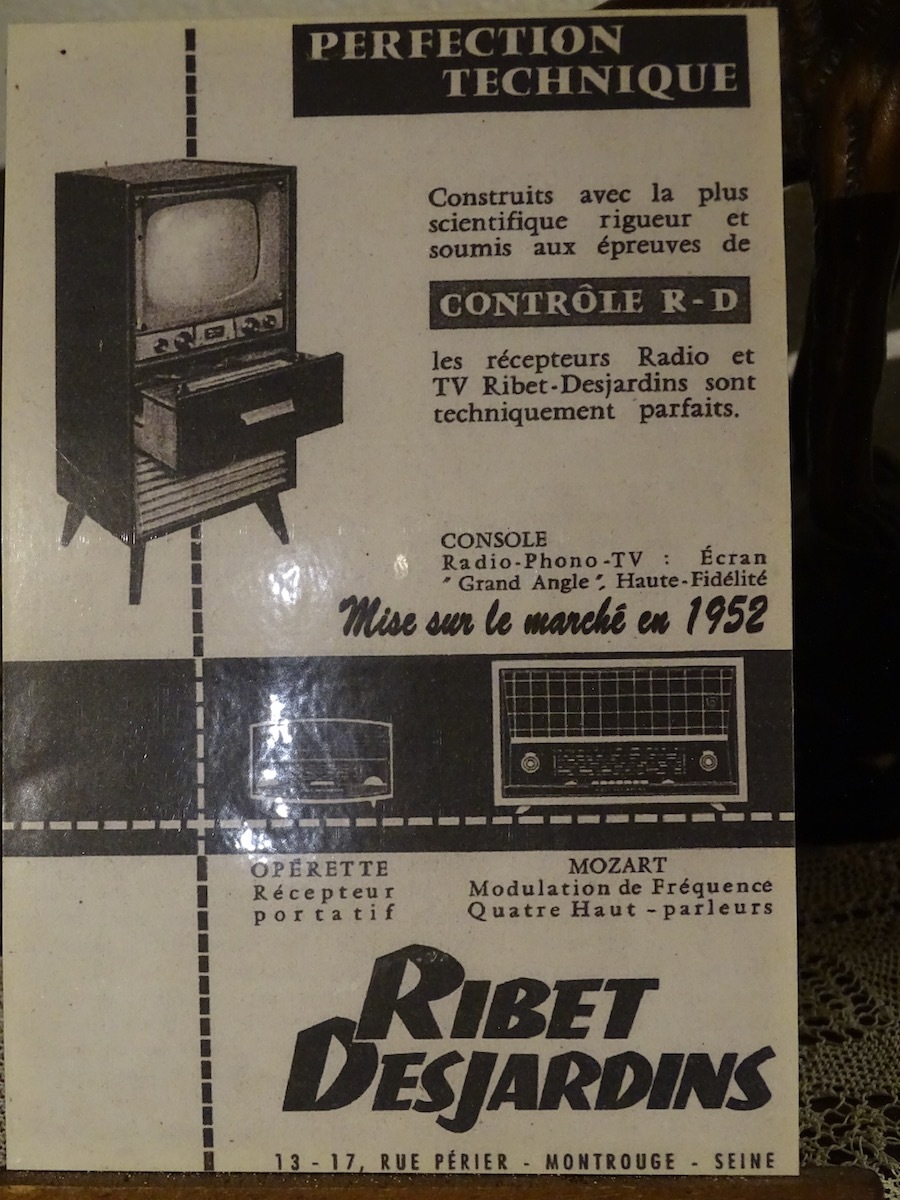 PERFECTION
TECHNIQUE
Construits avec la plus
scientifique rigueur et
soumis aux épreuves de
CONTRÔLE R-D
les récepteurs Radio et
TV Ribet-Desjardins sont
techniquement parfaits.
CONSOLE
Radio-Phono-TV : Écran
"Grand Angle", Haute-Fidélité
Mise sur le marché en 1952
OPÉRETTE
Récepteur
portatif
MOZART
Modulation de Fréquence
Quatre Haut-parleurs
RIBET
DESJARDINS
13-17, RUE PÉRIER - MONTROUGE - SEINE